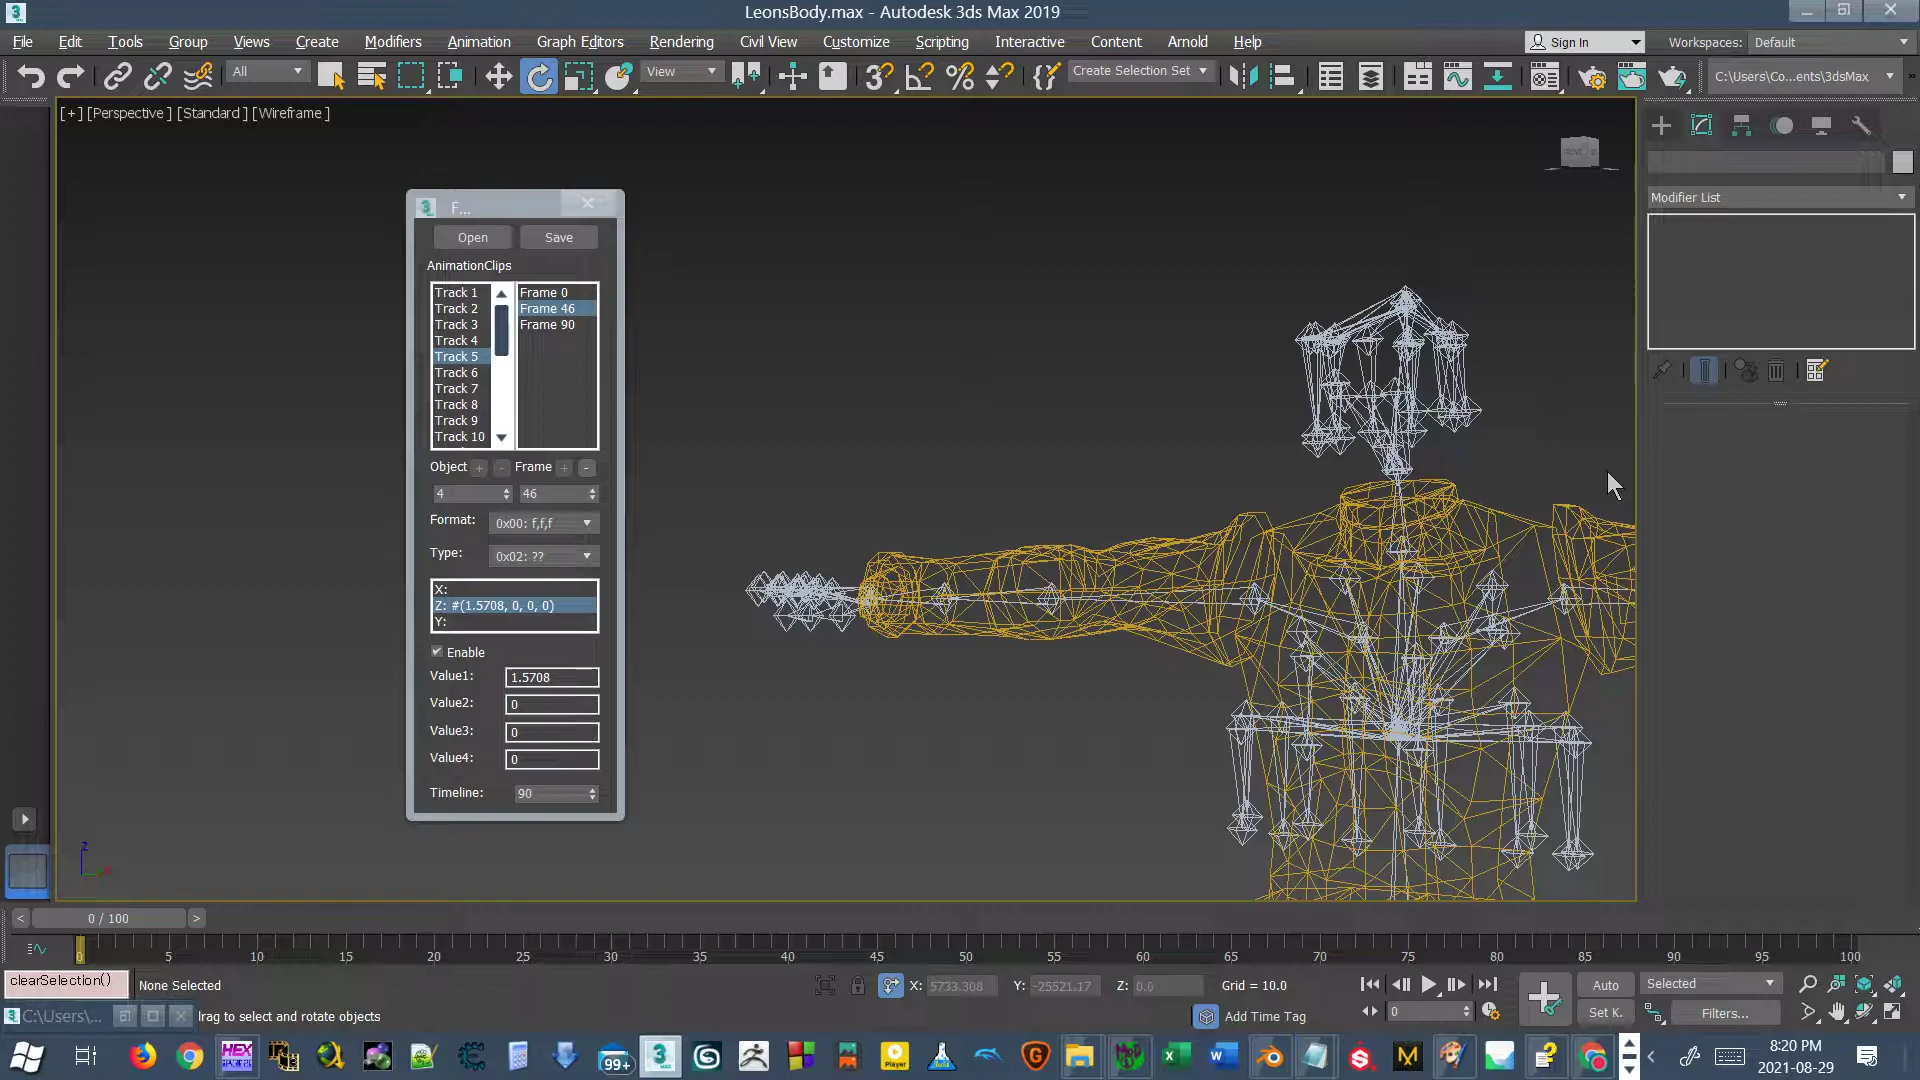 LeonsBody.max - Autodesk 3ds Max 2019
File Edit Tools Group Views Create Modifiers Animation Graph Editors Rendering Civil View Customize Scripting Interactive Content Arnold Help Sign In Workspaces: Default
All View Create Selection Set C:\Users\Co...ents\3dsMax
[+] [Perspective ] [Standard ] [Wireframe ]
Modifier List
F...
Open Save
AnimationClips
Track 1 Frame 0
Track 2 Frame 46
Track 3 Frame 90
Track 4
Track 5
Track 6
Track 7
Track 8
Track 9
Track 10
Object + - Frame + -
4 46
Format: 0x00: f,f,f
Type: 0x02: ??
X:
Z: #(1.5708, 0, 0, 0)
Y:
Enable
Value1: 1.5708
Value2: 0
Value3: 0
Value4: 0
Timeline: 90
z
< 0 / 100 >
0 5 10 15 20 25 30 35 40 45 50 55 60 65 70 75 80 85 90 95 100
clearSelection() None Selected X: 5733.308 Y: -25521.17 Z: 0.0 Grid = 10.0 Auto Selected
C:\Users\... lrag to select and rotate objects Add Time Tag 0 Set K. Filters...
HEX 99+ 3 MAX Player G X W S M
8:20 PM
2021-08-29